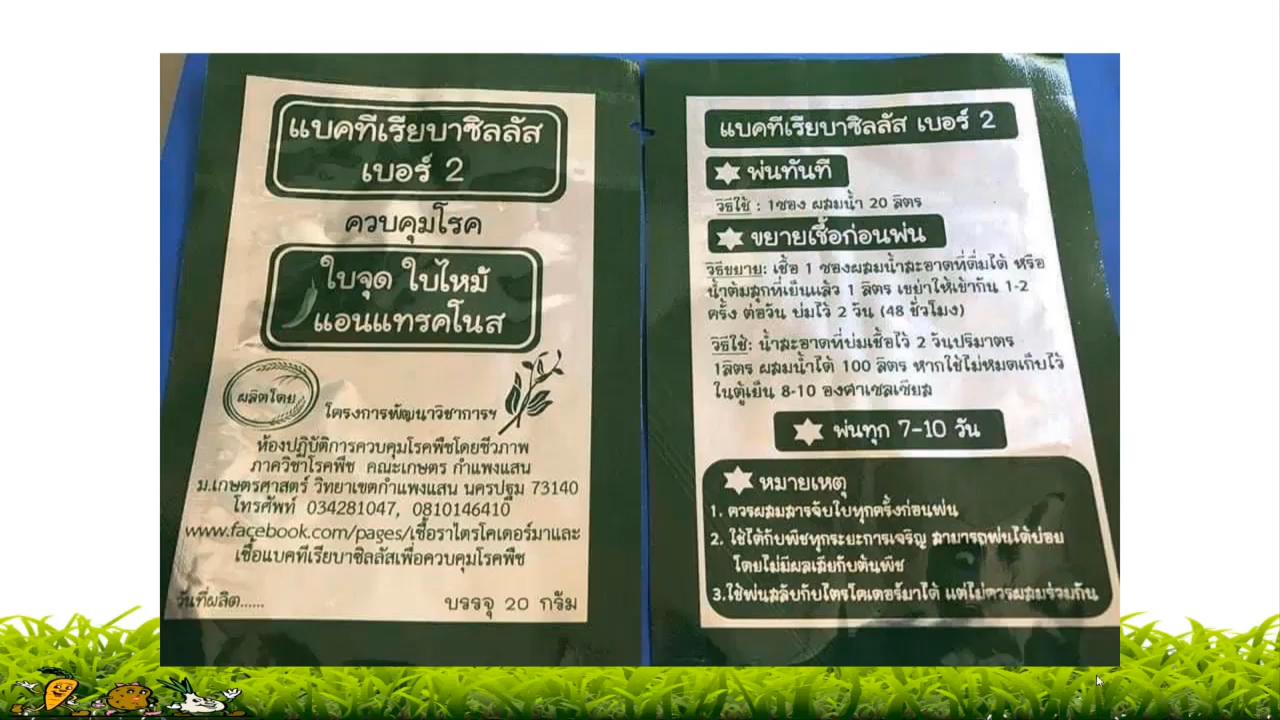 แบคทีเรียบาซิลลัส
เบอร์ 2
ควบคุมโรค
ใบจุด ใบไหม้
แอนแทรคโนส
ผลิตโดย
โครงการพัฒนาวิชาการฯ
ห้องปฏิบัติการควบคุมโรคพืชโดยชีวภาพ
ภาควิชาโรคพืช คณะเกษตร กำแพงแสน
ม.เกษตรศาสตร์ วิทยาเขตกำแพงแสน นครปฐม 73140
โทรศัพท์ 034281047, 0810146410
www.facebook.com/pages/เชื้อราไตรโคเดอร์มาและ
เชื้อแบคทีเรียบาซิลลัสเพื่อควบคุมโรคพืช
วันที่ผลิต......
บรรจุ 20 กรัม
แบคทีเรียบาซิลลัส เบอร์ 2
พ่นทันที
วิธีใช้ : 1ซอง ผสมน้ำ 20 ลิตร
ขยายเชื้อก่อนพ่น
วิธีขยาย: เชื้อ 1 ซองผสมน้ำสะอาดที่ดื่มได้ หรือ
น้ำต้มสุกที่เย็นแล้ว 1 ลิตร เขย่าให้เข้ากัน 1-2
ครั้ง ต่อวัน บ่มไว้ 2 วัน (48 ชั่วโมง)
วิธีใช้: น้ำสะอาดที่บ่มเชื้อไว้ 2 วันปริมาตร
1ลิตร ผสมน้ำได้ 100 ลิตร หากใช้ไม่หมดเก็บไว้
ในตู้เย็น 8-10 องศาเซลเซียส
พ่นทุก 7-10 วัน
หมายเหตุ
1. ควรผสมสารจับใบทุกครั้งก่อนพ่น
2. ใช้ได้กับพืชทุกระยะการเจริญ สามารถพ่นได้บ่อย
โดยไม่มีผลเสียกับต้นพืช
3.ใช้พ่นสลับกับไตรโคเดอร์มาได้ แต่ไม่ควรผสมร่วมกัน